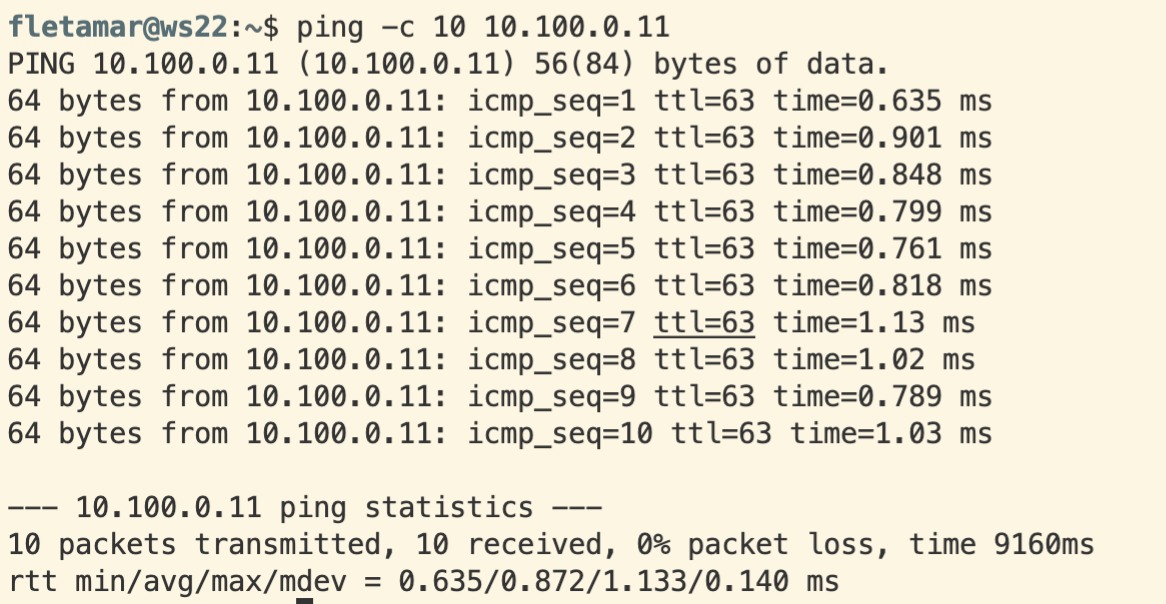 fletamar@ws22:~$ ping -c 10 10.100.0.11
PING 10.100.0.11 (10.100.0.11) 56(84) bytes of data.
64 bytes from 10.100.0.11: icmp_seq=1 ttl=63 time=0.635 ms
64 bytes from 10.100.0.11: icmp_seq=2 ttl=63 time=0.901 ms
64 bytes from 10.100.0.11: icmp_seq=3 ttl=63 time=0.848 ms
64 bytes from 10.100.0.11: icmp_seq=4 ttl=63 time=0.799 ms
64 bytes from 10.100.0.11: icmp_seq=5 ttl=63 time=0.761 ms
64 bytes from 10.100.0.11: icmp_seq=6 ttl=63 time=0.818 ms
64 bytes from 10.100.0.11: icmp_seq=7 ttl=63 time=1.13 ms
64 bytes from 10.100.0.11: icmp_seq=8 ttl=63 time=1.02 ms
64 bytes from 10.100.0.11: icmp_seq=9 ttl=63 time=0.789 ms
64 bytes from 10.100.0.11: icmp_seq=10 ttl=63 time=1.03 ms
--- 10.100.0.11 ping statistics ---
10 packets transmitted, 10 received, 0% packet loss, time 9160ms
rtt min/avg/max/mdev = 0.635/0.872/1.133/0.140 ms